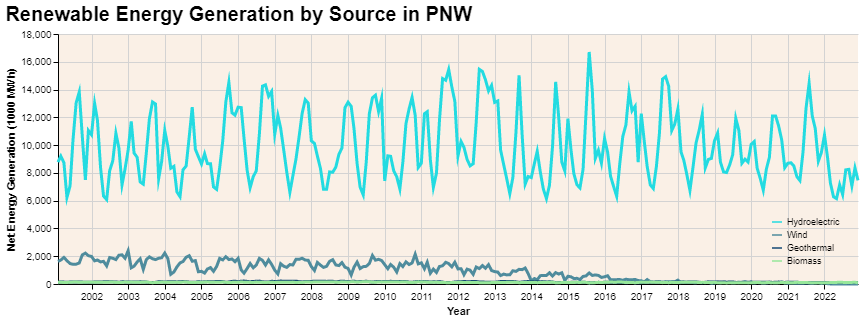 Renewable Energy Generation by Source in PNW
Net Energy Generation (1000 MW/h)
18,000
16,000
14,000
12,000
10,000
8,000
6,000
4,000
2,000
0
Hydroelectric
Wind
Geothermal
Biomass
2002 2003 2004 2005 2006 2007 2008 2009 2010 2011 2012 2013 2014 2015 2016 2017 2018 2019 2020 2021 2022
Year